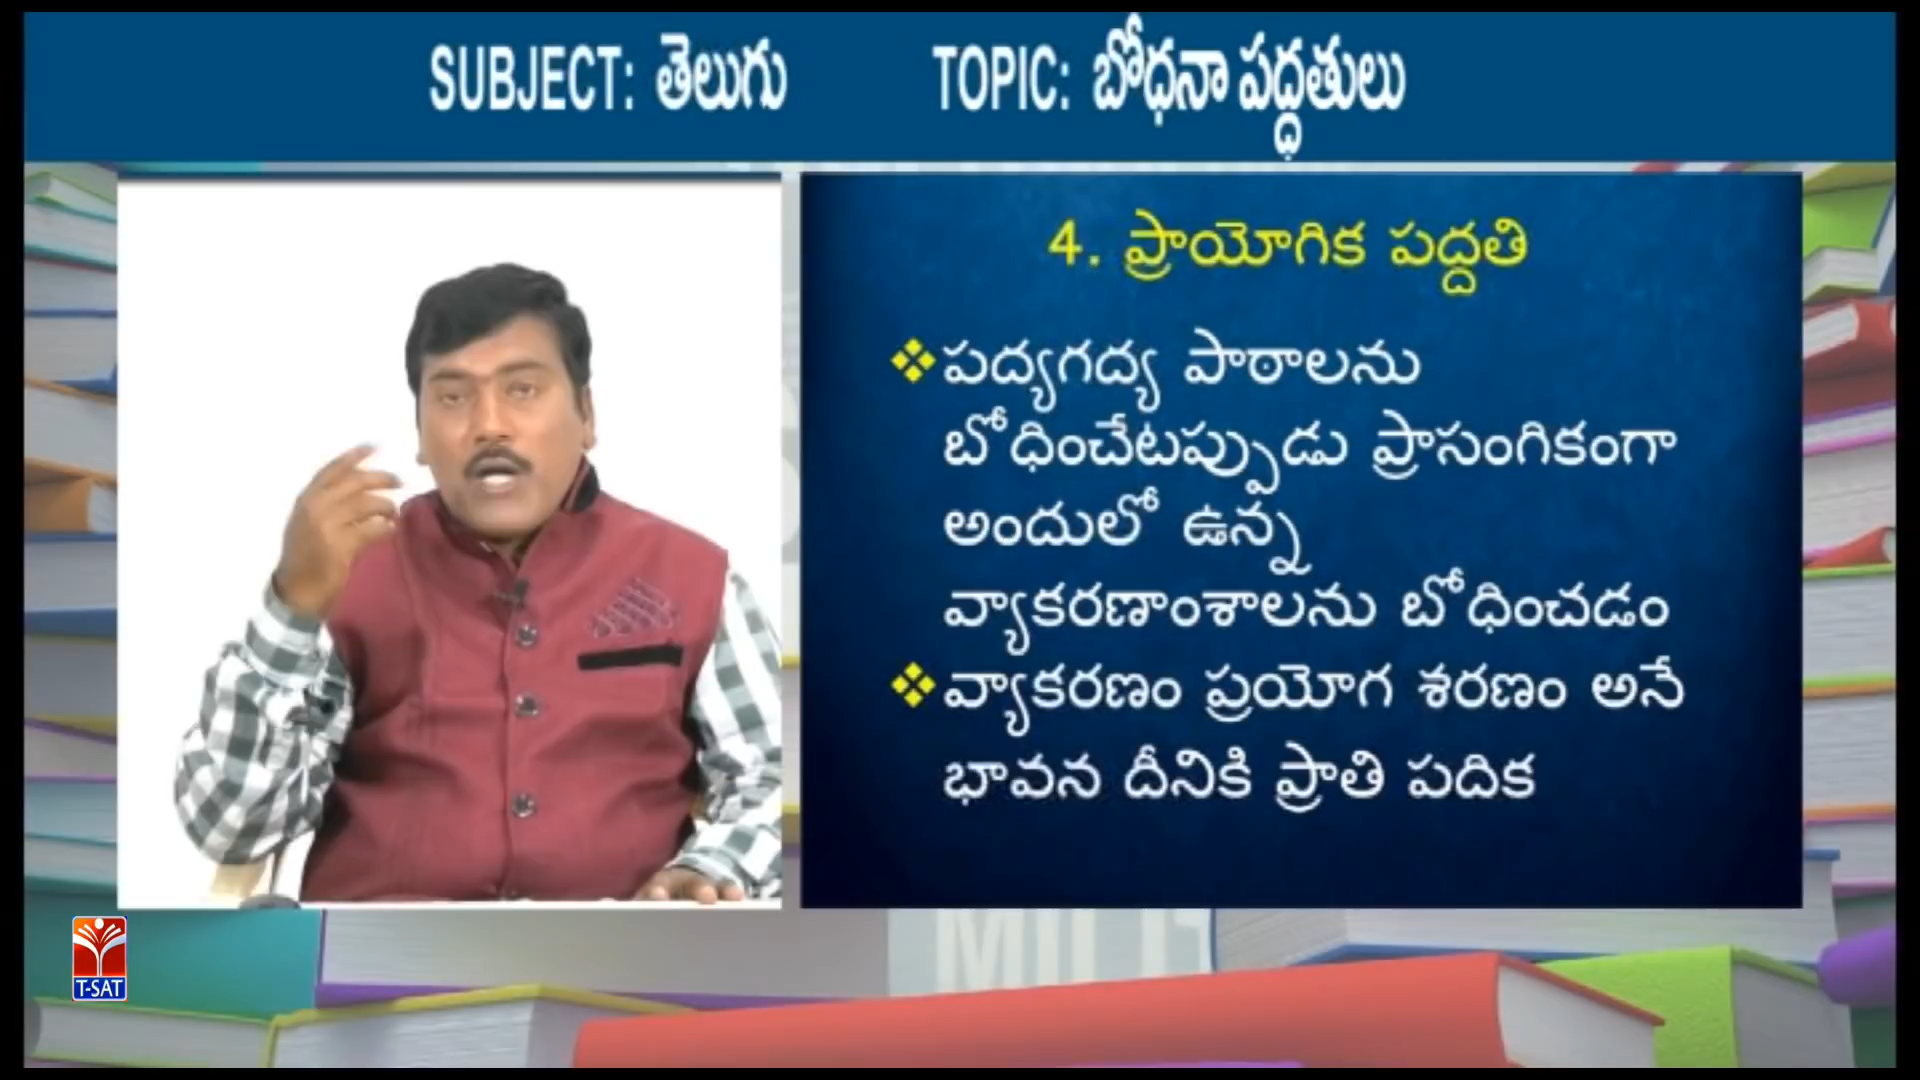 SUBJECT: తెలుగు TOPIC: బోధనా పద్ధతులు
4. ప్రాయోగిక పద్దతి
❖పద్యగద్య పాఠాలను
బోధించేటప్పుడు ప్రాసంగికంగా
అందులో ఉన్న
వ్యాకరణాంశాలను బోధించడం
❖వ్యాకరణం ప్రయోగ శరణం అనే
భావన దీనికి ప్రాతి పదిక
T-SAT